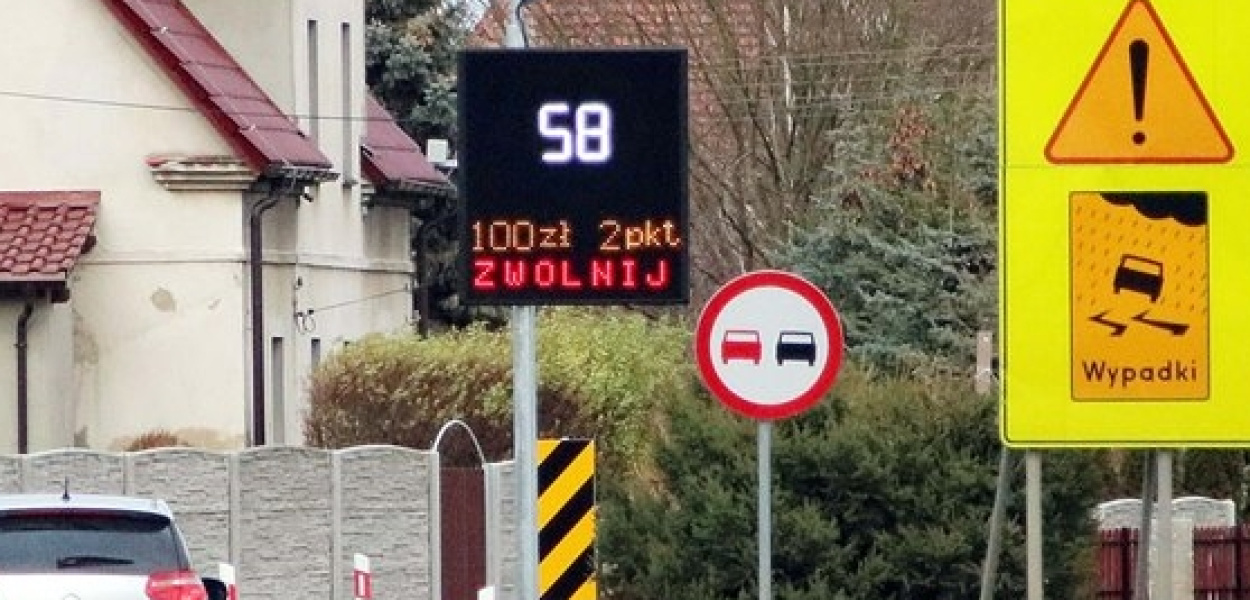 58
100zł 2pkt
ZWOLNIJ
Wypadki